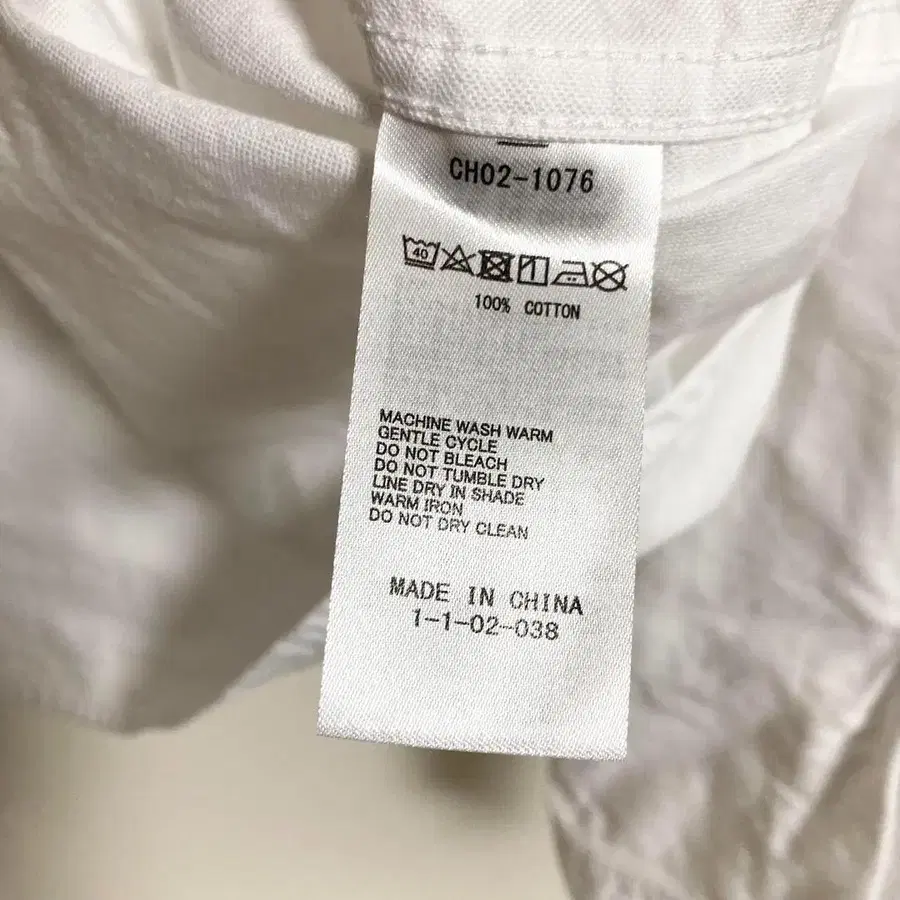 CH02-1076
40
100% COTTON
MACHINE WASH WARM
GENTLE CYCLE
DO NOT BLEACH
DO NOT TUMBLE DRY
LINE DRY IN SHADE
WARM IRON
DO NOT DRY CLEAN
MADE IN CHINA
1-1-02-038